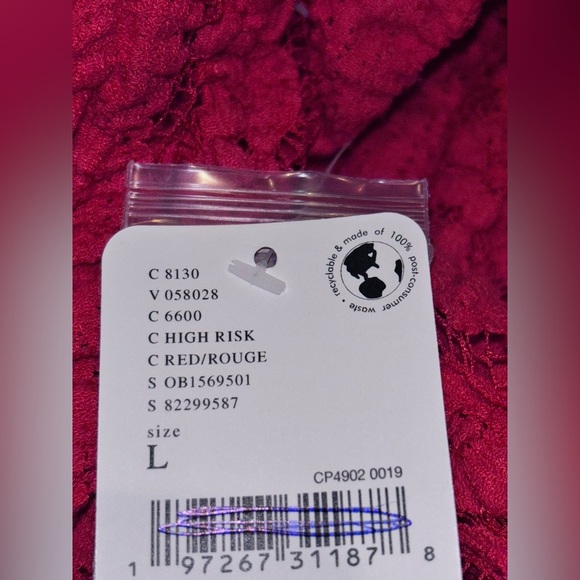 recyclable & made of 100% post-consumer waste •
C 8130
V 058028
C 6600
C HIGH RISK
C RED/ROUGE
S OB1569501
S 82299587
size
L
CP4902 0019
1 97267 31187 8